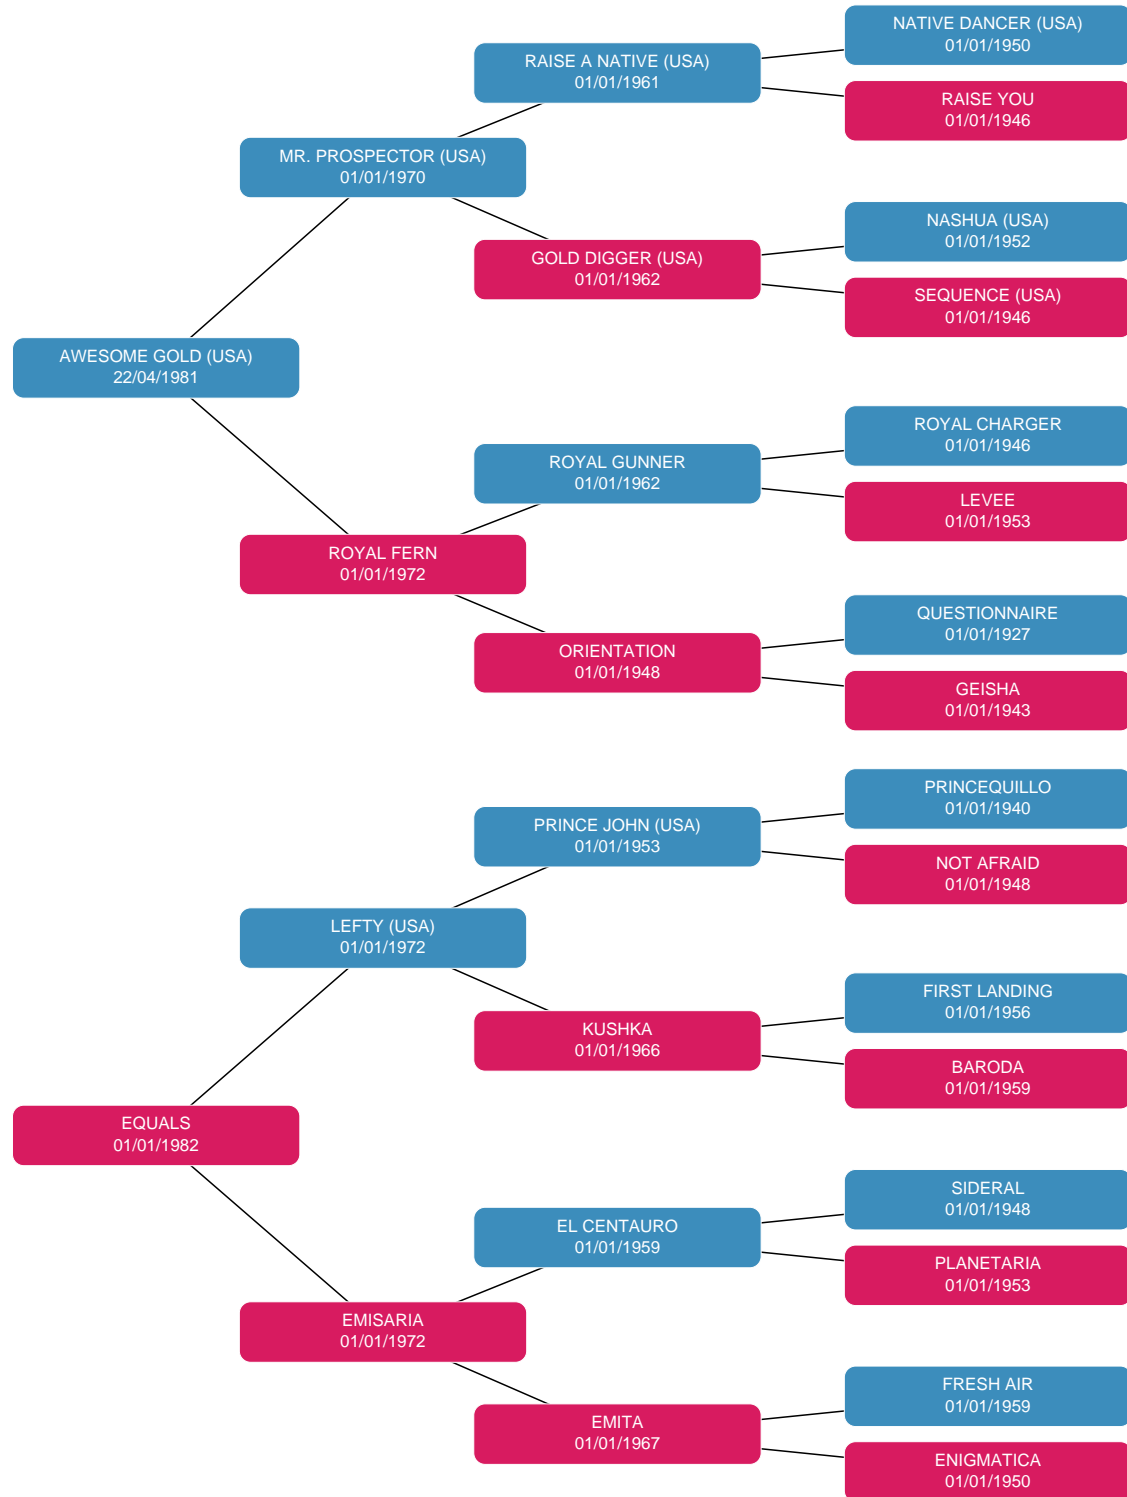 NATIVE DANCER (USA)
01/01/1950
RAISE A NATIVE (USA)
01/01/1961
RAISE YOU
01/01/1946
MR. PROSPECTOR (USA)
01/01/1970
NASHUA (USA)
01/01/1952
GOLD DIGGER (USA)
01/01/1962
SEQUENCE (USA)
01/01/1946
AWESOME GOLD (USA)
22/04/1981
ROYAL CHARGER
01/01/1946
ROYAL GUNNER
01/01/1962
LEVEE
01/01/1953
ROYAL FERN
01/01/1972
QUESTIONNAIRE
01/01/1927
ORIENTATION
01/01/1948
GEISHA
01/01/1943
PRINCEQUILLO
01/01/1940
PRINCE JOHN (USA)
01/01/1953
NOT AFRAID
01/01/1948
LEFTY (USA)
01/01/1972
FIRST LANDING
01/01/1956
KUSHKA
01/01/1966
BARODA
01/01/1959
EQUALS
01/01/1982
SIDERAL
01/01/1948
EL CENTAURO
01/01/1959
PLANETARIA
01/01/1953
EMISARIA
01/01/1972
FRESH AIR
01/01/1959
EMITA
01/01/1967
ENIGMATICA
01/01/1950